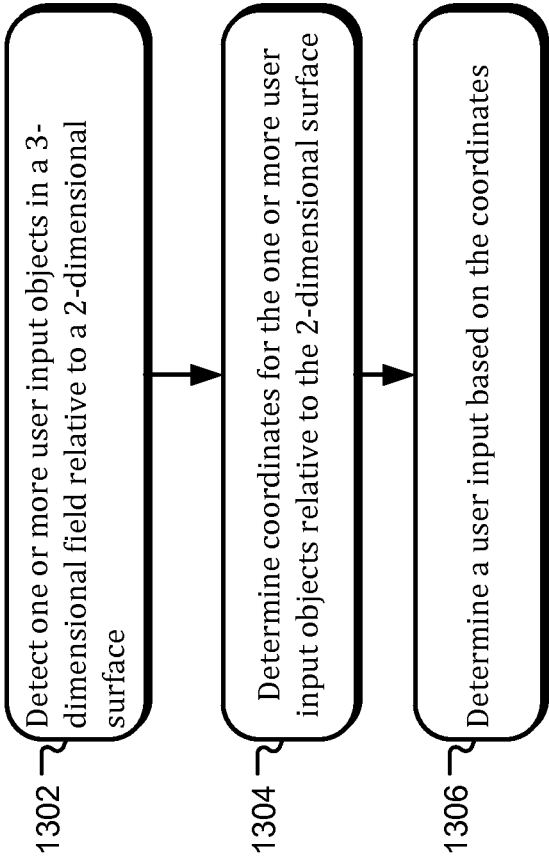 1302
Detect one or more user input objects in a 3-
dimensional field relative to a 2-dimensional
surface
1304
Determine coordinates for the one or more user
input objects relative to the 2-dimensional surface
1306
Determine a user input based on the coordinates